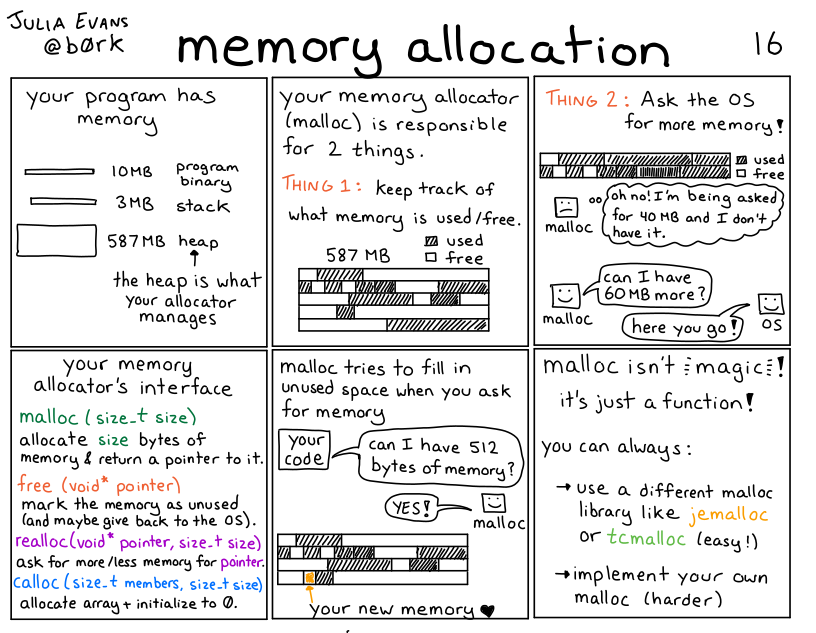 JULIA EVANS
@bØrk
memory allocation
16
your program has
memory
10MB program
binary
3MB stack
587MB heap
the heap is what
your allocator
manages
your memory allocator
(malloc) is responsible
for 2 things.
THING 1: keep track of
what memory is used/free.
587 MB
used
free
THING 2: Ask the OS
for more memory!
used
free
oh no! I'm being asked
for 40 MB and I don't
have it.
malloc
can I have
60 MB more?
malloc
here you go!
OS
your memory
allocator's interface
malloc (size_t size)
allocate size bytes of
memory & return a pointer to it.
free (void* pointer)
mark the memory as unused
(and maybe give back to the OS).
realloc(void* pointer, size_t size)
ask for more/less memory for pointer.
calloc (size_t members, size_t size)
allocate array + initialize to 0.
malloc tries to fill in
unused space when you ask
for memory
your
code
can I have 512
bytes of memory?
YES!
malloc
your new memory ♥
malloc isn't magic!
it's just a function!
you can always:
→ use a different malloc
library like jemalloc
or tcmalloc (easy!)
→ implement your own
malloc (harder)